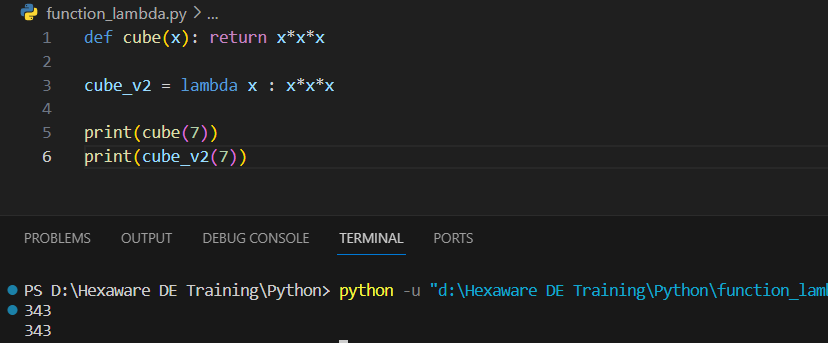 function_lambda.py > ...
1 def cube(x): return x*x*x
2
3 cube_v2 = lambda x : x*x*x
4
5 print(cube(7))
6 print(cube_v2(7))
PROBLEMS OUTPUT DEBUG CONSOLE TERMINAL PORTS
PS D:\Hexaware DE Training\Python> python -u "d:\Hexaware DE Training\Python\function_lam
343
343